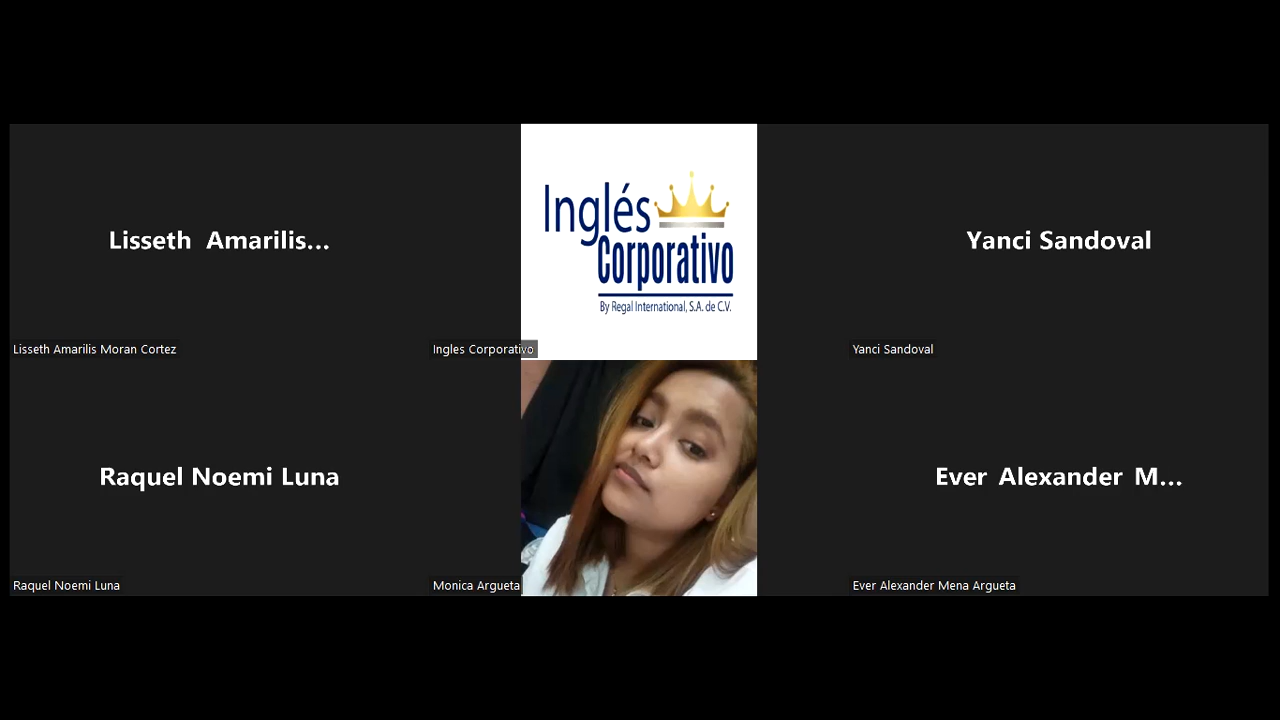 Lisseth Amarilis...
Lisseth Amarilis Moran Cortez
Inglés
Corporativo
By Regal International, S.A. de C.V.
Ingles Corporativo
Yanci Sandoval
Yanci Sandoval
Raquel Noemi Luna
Raquel Noemi Luna
Monica Argueta
Ever Alexander M...
Ever Alexander Mena Argueta